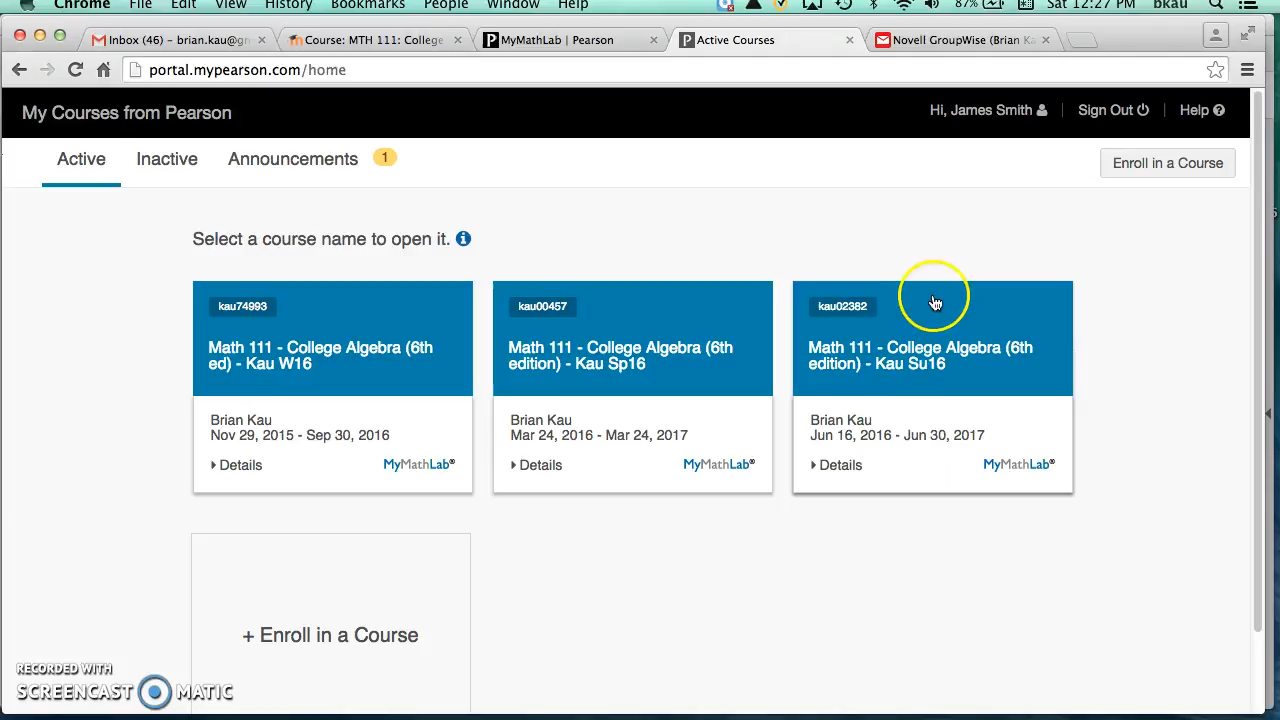 Chrome File Edit View History Bookmarks People Window Help 87% Sat 12:27 PM bkau
Inbox (46) – brian.kau@gm
Course: MTH 111: College
MyMathLab | Pearson
Active Courses
Novell GroupWise (Brian Ka
portal.mypearson.com/home
My Courses from Pearson
Hi, James Smith
Sign Out
Help
Active
Inactive
Announcements 1
Enroll in a Course
Select a course name to open it.
kau74993
Math 111 - College Algebra (6th
ed) - Kau W16
Brian Kau
Nov 29, 2015 - Sep 30, 2016
Details
MyMathLab®
kau00457
Math 111 - College Algebra (6th
edition) - Kau Sp16
Brian Kau
Mar 24, 2016 - Mar 24, 2017
Details
MyMathLab®
kau02382
Math 111 - College Algebra (6th
edition) - Kau Su16
Brian Kau
Jun 16, 2016 - Jun 30, 2017
Details
MyMathLab®
+ Enroll in a Course
RECORDED WITH
SCREENCAST MATIC